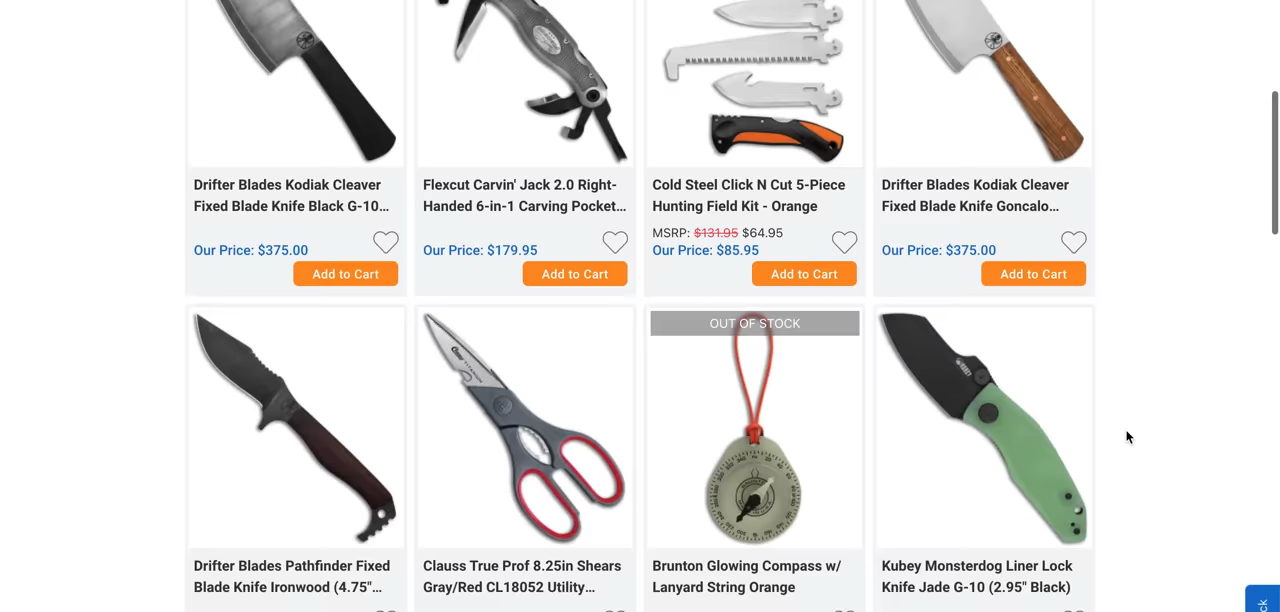 Drifter Blades Kodiak Cleaver
Fixed Blade Knife Black G-10...
Our Price: $375.00
Add to Cart
Flexcut Carvin' Jack 2.0 Right-
Handed 6-in-1 Carving Pocket...
Our Price: $179.95
Add to Cart
Cold Steel Click N Cut 5-Piece
Hunting Field Kit - Orange
MSRP: $131.95 $64.95
Our Price: $85.95
Add to Cart
Drifter Blades Kodiak Cleaver
Fixed Blade Knife Goncalo...
Our Price: $375.00
Add to Cart
Drifter Blades Pathfinder Fixed
Blade Knife Ironwood (4.75"...
Clauss True Prof 8.25in Shears
Gray/Red CL18052 Utility...
OUT OF STOCK
Brunton Glowing Compass w/
Lanyard String Orange
Kubey Monsterdog Liner Lock
Knife Jade G-10 (2.95" Black)